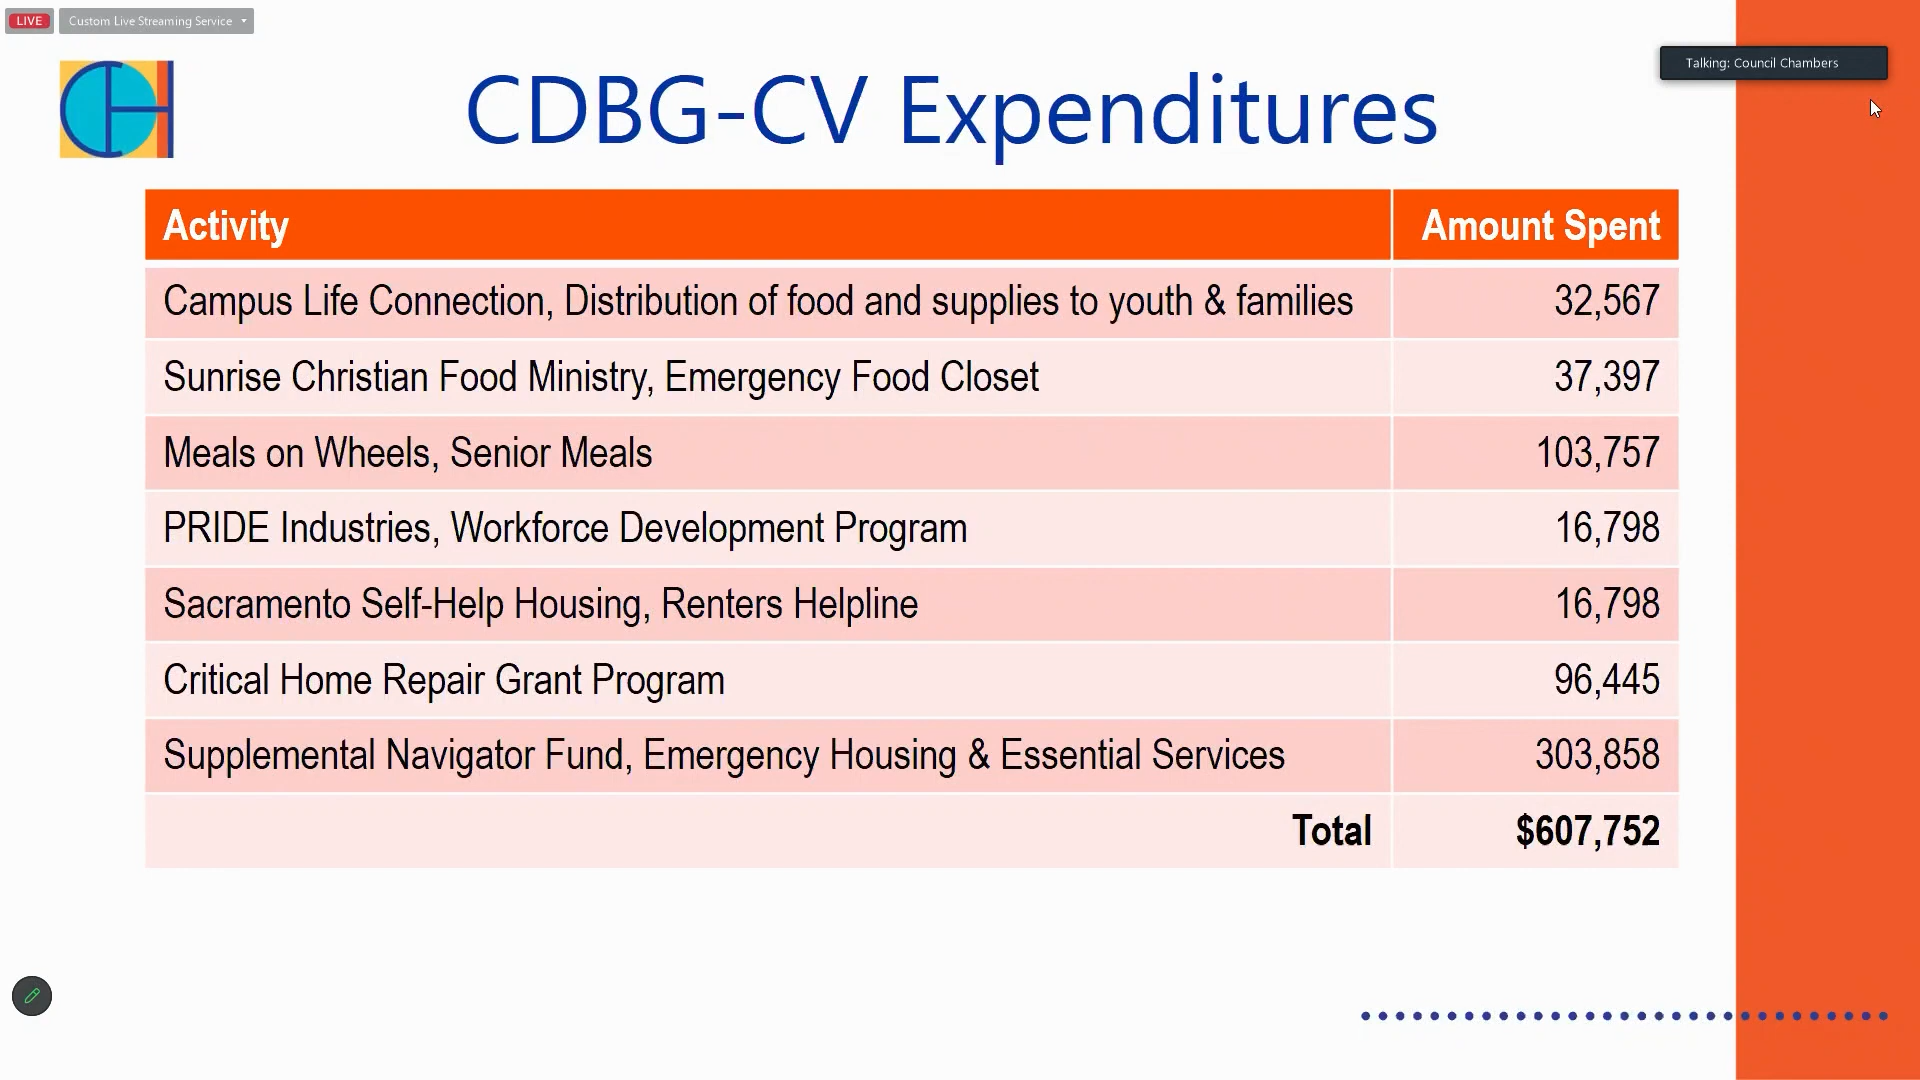 LIVE
Custom Live Streaming Service
Talking: Council Chambers
CH
CDBG-CV Expenditures
Activity Amount Spent
Campus Life Connection, Distribution of food and supplies to youth & families 32,567
Sunrise Christian Food Ministry, Emergency Food Closet 37,397
Meals on Wheels, Senior Meals 103,757
PRIDE Industries, Workforce Development Program 16,798
Sacramento Self-Help Housing, Renters Helpline 16,798
Critical Home Repair Grant Program 96,445
Supplemental Navigator Fund, Emergency Housing & Essential Services 303,858
Total $607,752